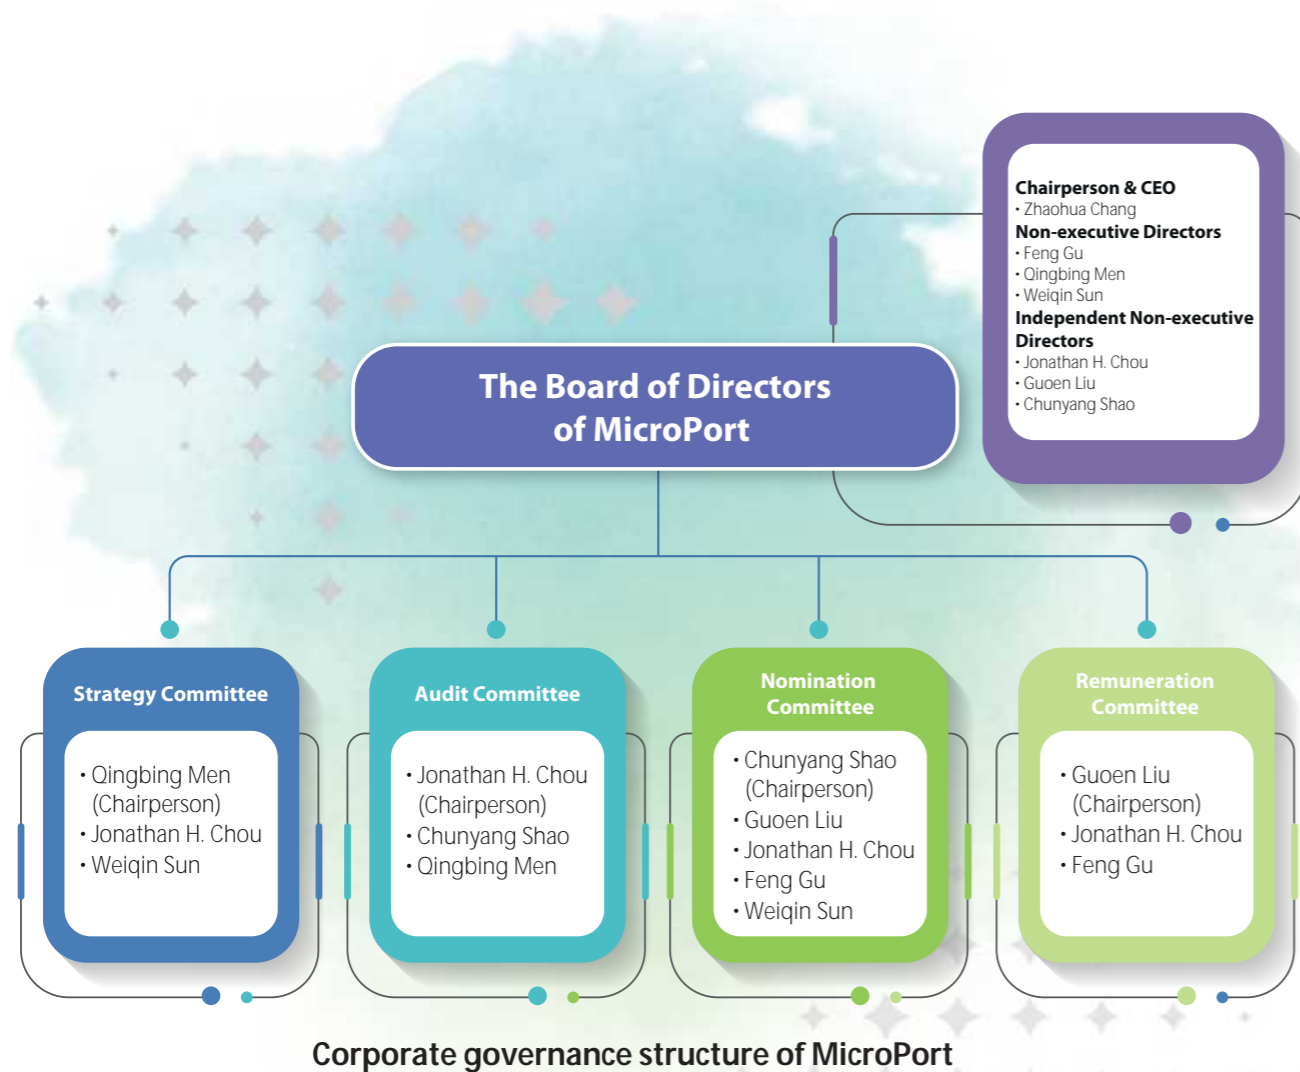 Chairperson & CEO
• Zhaohua Chang
Non-executive Directors
• Feng Gu
• Qingbing Men
• Weiqin Sun
Independent Non-executive
Directors
• Jonathan H. Chou
• Guoen Liu
• Chunyang Shao
The Board of Directors
of MicroPort
Strategy Committee
• Qingbing Men
(Chairperson)
• Jonathan H. Chou
• Weiqin Sun
Audit Committee
• Jonathan H. Chou
(Chairperson)
• Chunyang Shao
• Qingbing Men
Nomination
Committee
• Chunyang Shao
(Chairperson)
• Guoen Liu
• Jonathan H. Chou
• Feng Gu
• Weiqin Sun
Remuneration
Committee
• Guoen Liu
(Chairperson)
• Jonathan H. Chou
• Feng Gu
Corporate governance structure of MicroPort